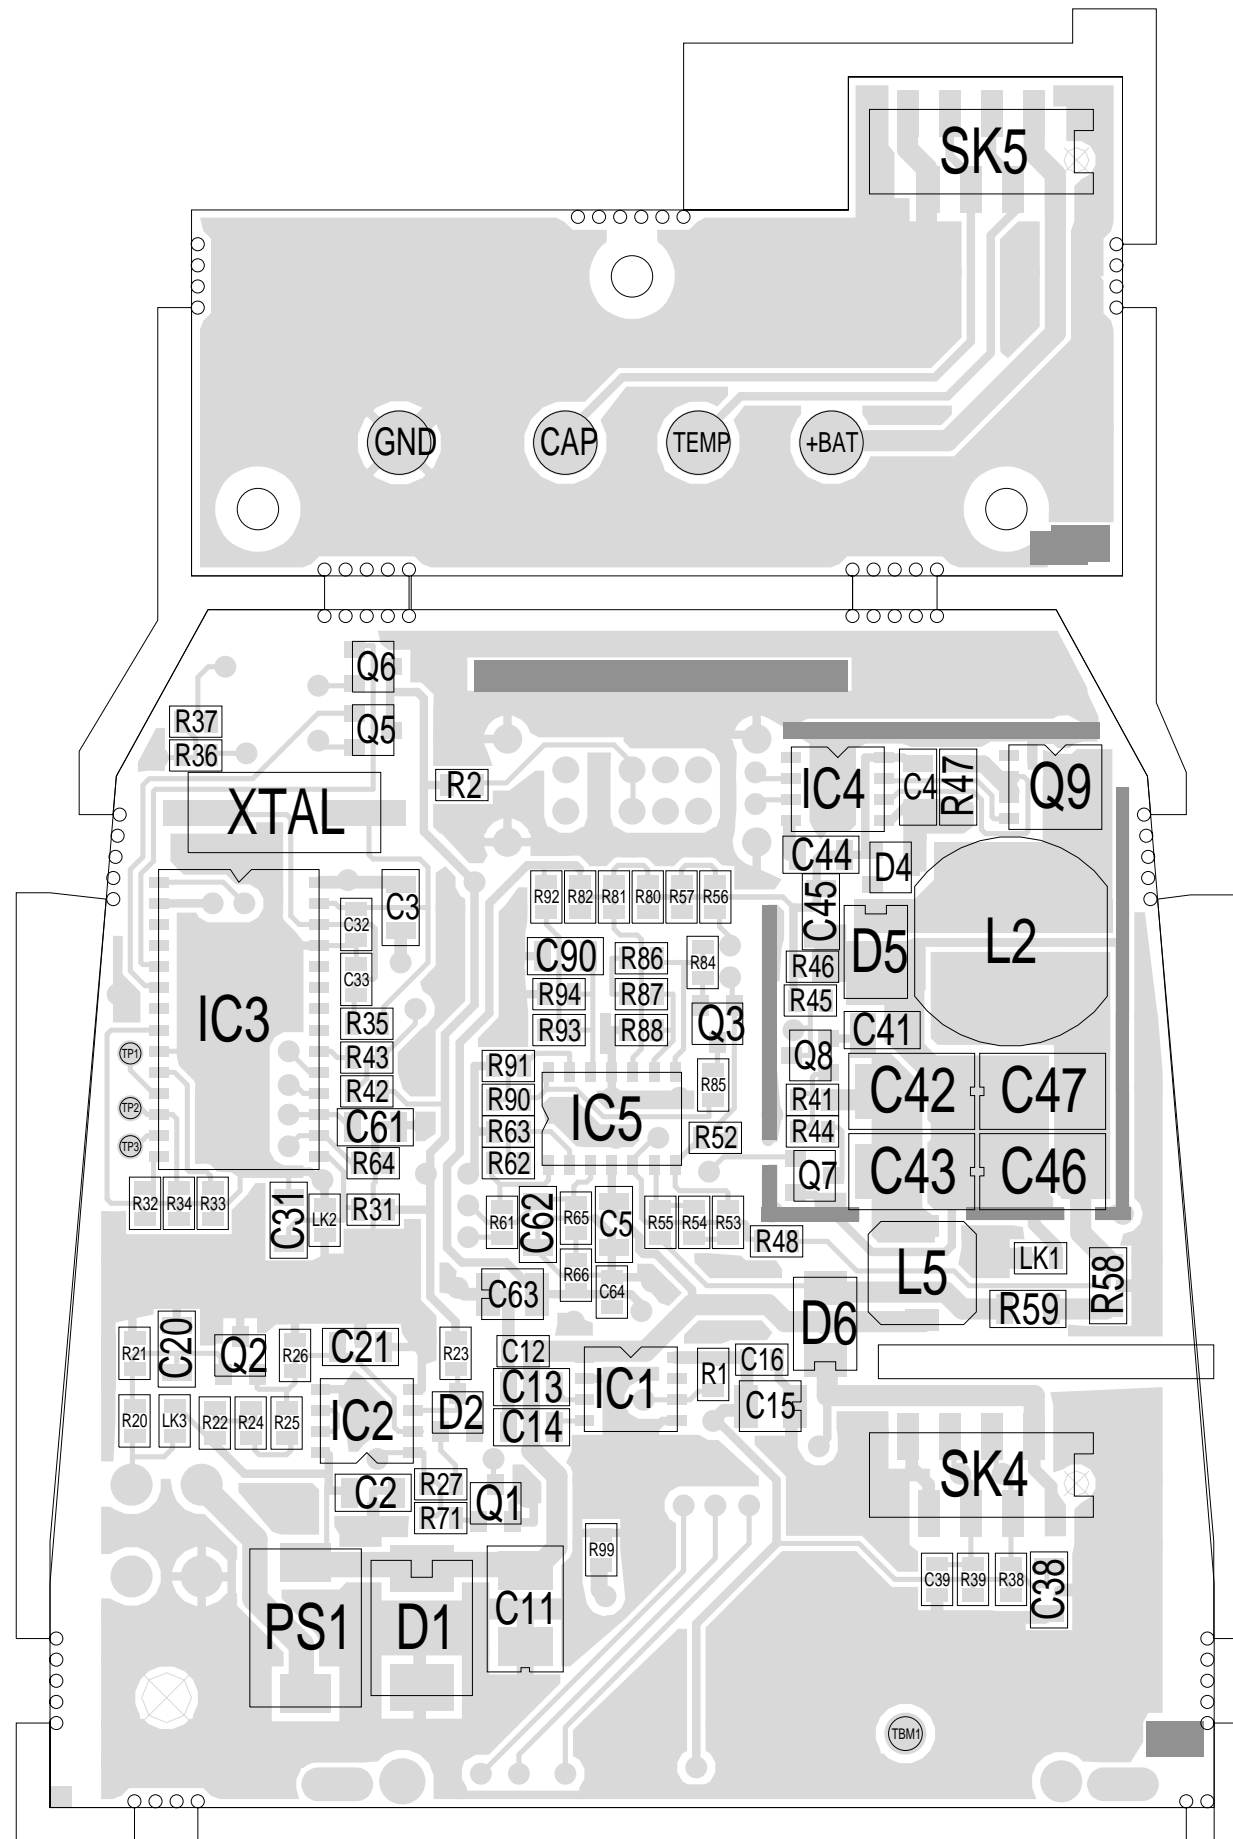 SK5
GND CAP TEMP +BAT
Q6
R37 Q5
R36
R2 IC4 C4 R47 Q9
XTAL
C44 D4
R92 R82 R81 R80 R57 R56
C3 C32 C45 L2
C90 R86 R84 R46 D5
C33 R94 R87 R45
IC3 R35 R93 R88 Q3 C41
TP1 R43 R91 Q8
R42 R90 R85 R41 C42 C47
TP2 C61 R63 IC5 R52 R44
TP3 R64 R62 Q7 C43 C46
R32 R34 R33 C31 LK2 R31 R61 C62 R65 C5 R55 R54 R53 R48
LK1
R66 L5 R58
C63 C64 R59
D6
R21 C20 Q2 R26 C21 R23 C12 C16
C13 IC1 R1
R20 LK3 R22 R24 R25 IC2 D2 C14 C15
SK4
C2 R27 Q1
R71
R99
C39 R39 R38 C38
PS1 D1 C11
TBM1